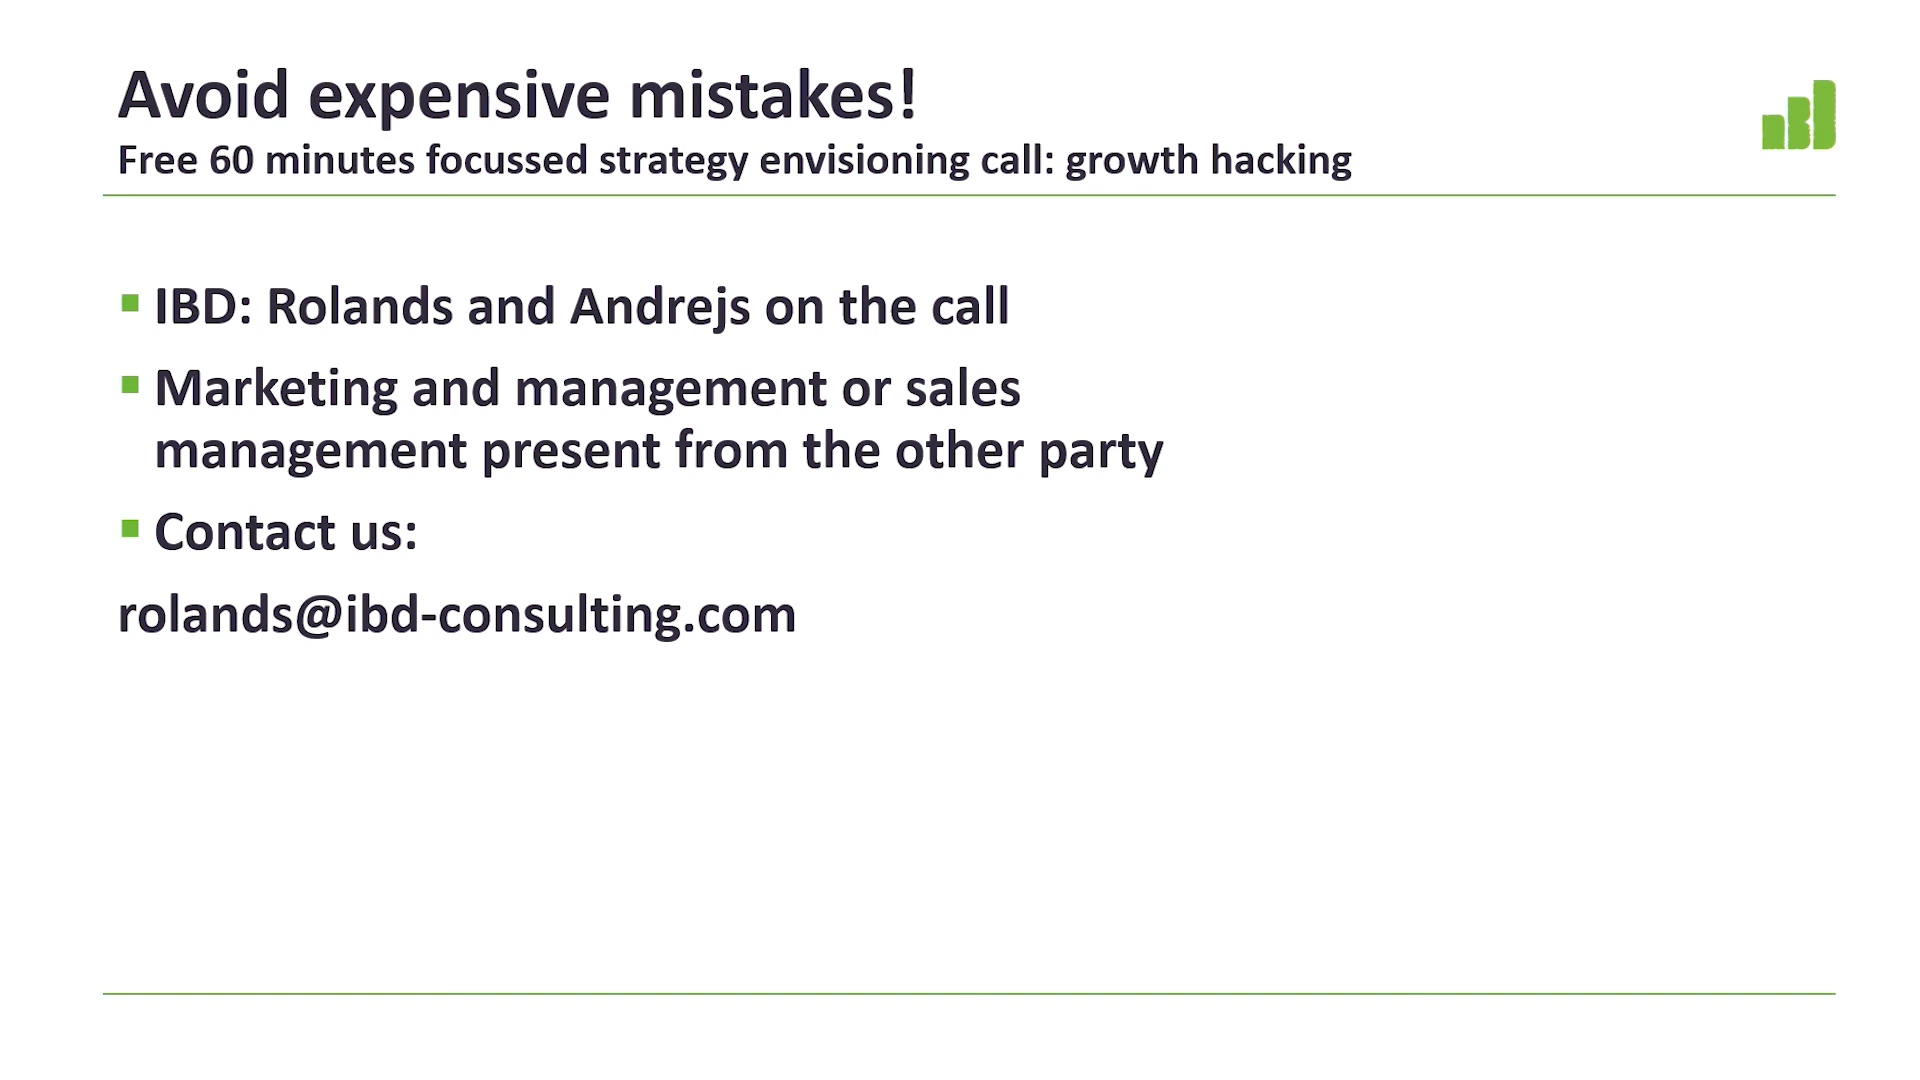 Avoid expensive mistakes!
Free 60 minutes focussed strategy envisioning call: growth hacking
IBD: Rolands and Andrejs on the call
Marketing and management or sales
management present from the other party
Contact us:
rolands@ibd-consulting.com